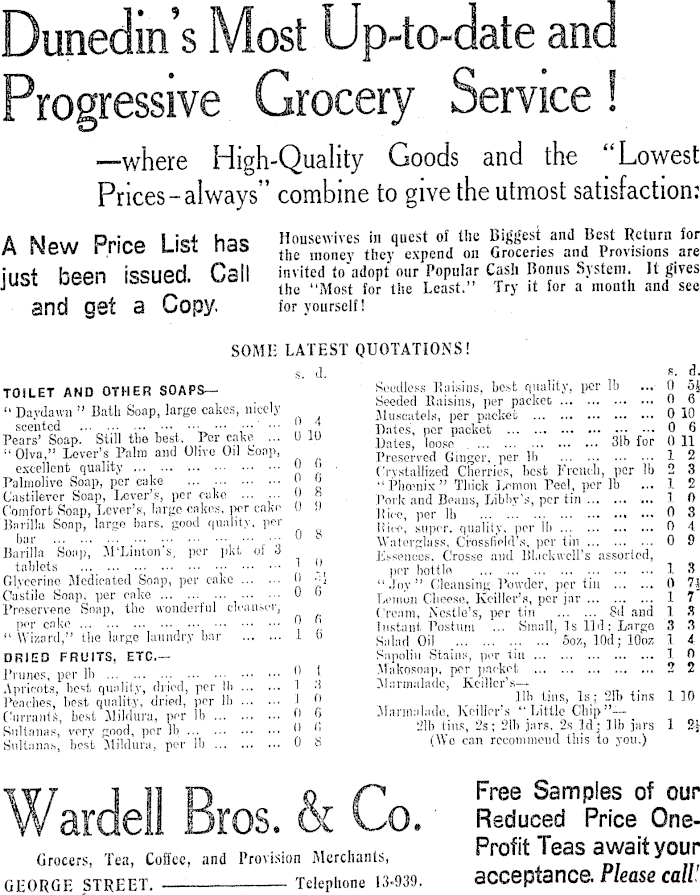 Dunedin's Most Up-to-date and
Progressive Grocery Service!
—where High-Quality Goods and the "Lowest
Prices-always" combine to give the utmost satisfaction:
A New Price List has
just been issued. Call
and get a Copy.
Housewives in quest of the Biggest and Best Return for
the money they expend on Groceries and Provisions are
invited to adopt our Popular Cash Bonus System. It gives
the "Most for the Least." Try it for a month and see
for yourself!
SOME LATEST QUOTATIONS!
s. d.
TOILET AND OTHER SOAPS—
"Daydawn" Bath Soap, large cakes, nicely
scented ... ... ... ... ... ... ... 0 4
Pears' Soap. Still the best. Per cake ... 0 10
"Olva," Lever's Palm and Olive Oil Soap,
excellent quality ... ... ... ... ... 0 6
Palmolive Soap, per cake ... ... ... 0 6
Castilever Soap, Lever's, per cake ... ... 0 8
Comfort Soap, Lever's, large cakes, per cake 0 9
Barilla Soap, large bars, good quality, per
bar ... ... ... ... ... ... ... ... 0 8
Barilla Soap, M'Linton's, per pkt of 3
tablets ... ... ... ... ... ... 1 0
Glycerine Medicated Soap, per cake ... ... 0
Castile Soap, per cake ... ... ... ... 0 6
Preservene Soap, the wonderful cleanser,
per cake ... ... ... ... ... ... ... 0 6
"Wizard," the large laundry bar ... ... 1 6
DRIED FRUITS, ETC.—
Prunes, per lb ... ... ... ... ... ... 0 4
Apricots, best quality, dried, per lb ... ... 1 3
Peaches, best quality, dried, per lb ... 1 0
Currants, best Mildura, per lb ... ... ... 0 6
Sultanas, very good, per lb ... ... ... 0 6
Sultanas, best Mildura, per lb ... ... ... 0 8
s. d.
Seedless Raisins, best quality, per lb ... 0 5½
Seeded Raisins, per packet ... ... ... ... 0 6
Muscatels, per packet ... ... ... ... ... 0 10
Dates, per packet ... ... ... ... ... ... 0 6
Dates, loose ... ... ... ... 3lb for 0 11
Preserved Ginger, per lb ... ... ... ... 1 2
Crystallized Cherries, best French, per lb 2 3
"Phœnix" Thick Lemon Peel, per lb ... 1 2
Pork and Beans, Libby's, per tin ... ... 1 0
Rice, per lb ... ... ... ... ... ... ... 0 3
Rice, super. quality, per lb ... ... ... ... 0 4
Waterglass, Crossfield's, per tin ... ... ... 0 9
Essences, Crosse and Blackwell's assorted,
per bottle ... ... ... ... ... ... 1 3
"Joy" Cleansing Powder, per tin ... ... 0 7½
Lemon Cheese, Keiller's, per jar ... ... ... 1 7
Cream, Nestle's, per tin ... ... 8d and 1 3
Instant Postum ... Small, 1s 11d; Large 3 3
Salad Oil ... ... ... ... 5oz, 10d; 10oz 1 4
Sapolin Stains, per tin ... ... ... ... ... 1 0
Makosoap, per packet ... ... ... ... ... 2 2
Marmalade, Keiller's—
1lb tins, 1s; 2lb tins 1 10
Marmalade, Keiller's "Little Chip"—
2lb tins, 2s; 2lb jars, 2s 1d; 1lb jars 1 2½
(We can recommend this to you.)
Wardell Bros. & Co.
Grocers, Tea, Coffee, and Provision Merchants,
GEORGE STREET. ——— Telephone 13-939.
Free Samples of our
Reduced Price One-
Profit Teas await your
acceptance. Please call!